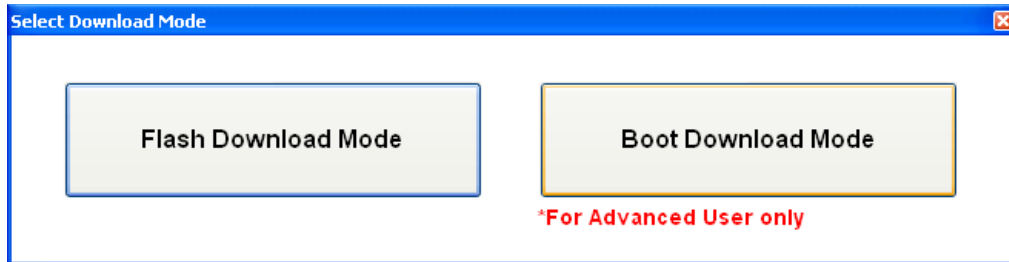 Select Download Mode
Flash Download Mode
Boot Download Mode
*For Advanced User only